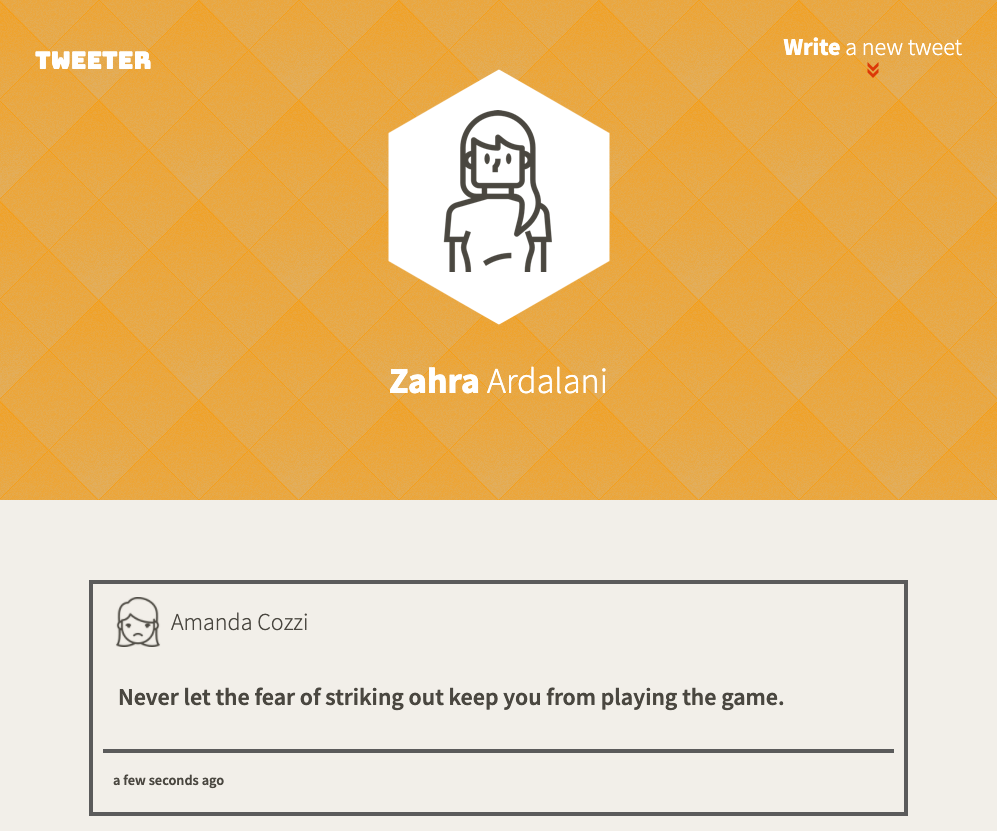 TWEETER
Write a new tweet
Zahra Ardalani
Amanda Cozzi
Never let the fear of striking out keep you from playing the game.
a few seconds ago